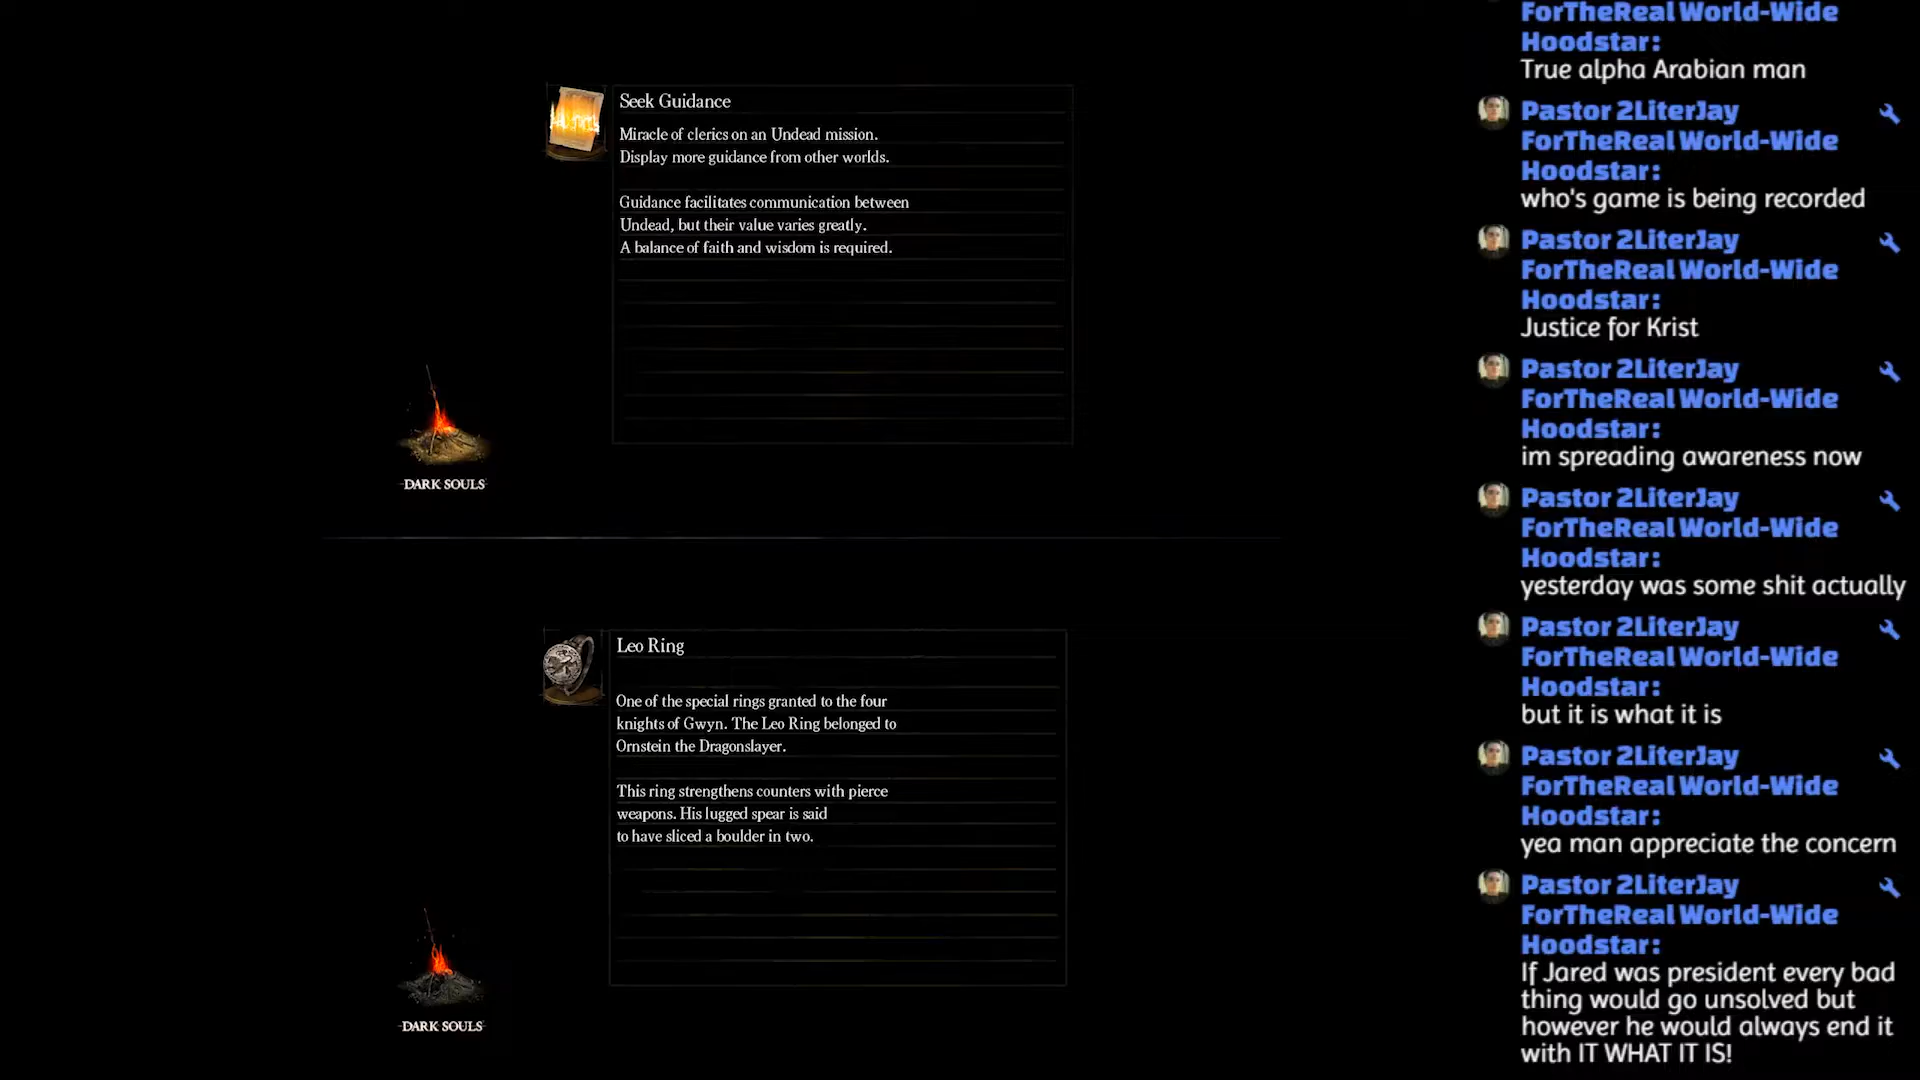 Seek Guidance
Miracle of clerics on an Undead mission.
Display more guidance from other worlds.
Guidance facilitates communication between
Undead, but their value varies greatly.
A balance of faith and wisdom is required.
DARK SOULS
Leo Ring
One of the special rings granted to the four
knights of Gwyn. The Leo Ring belonged to
Ornstein the Dragonslayer.
This ring strengthens counters with pierce
weapons. His lugged spear is said
to have sliced a boulder in two.
DARK SOULS
ForTheReal World-Wide
Hoodstar:
True alpha Arabian man
Pastor 2LiterJay
ForTheReal World-Wide
Hoodstar:
who's game is being recorded
Pastor 2LiterJay
ForTheReal World-Wide
Hoodstar:
Justice for Krist
Pastor 2LiterJay
ForTheReal World-Wide
Hoodstar:
im spreading awareness now
Pastor 2LiterJay
ForTheReal World-Wide
Hoodstar:
yesterday was some shit actually
Pastor 2LiterJay
ForTheReal World-Wide
Hoodstar:
but it is what it is
Pastor 2LiterJay
ForTheReal World-Wide
Hoodstar:
yea man appreciate the concern
Pastor 2LiterJay
ForTheReal World-Wide
Hoodstar:
If Jared was president every bad
thing would go unsolved but
however he would always end it
with IT WHAT IT IS!